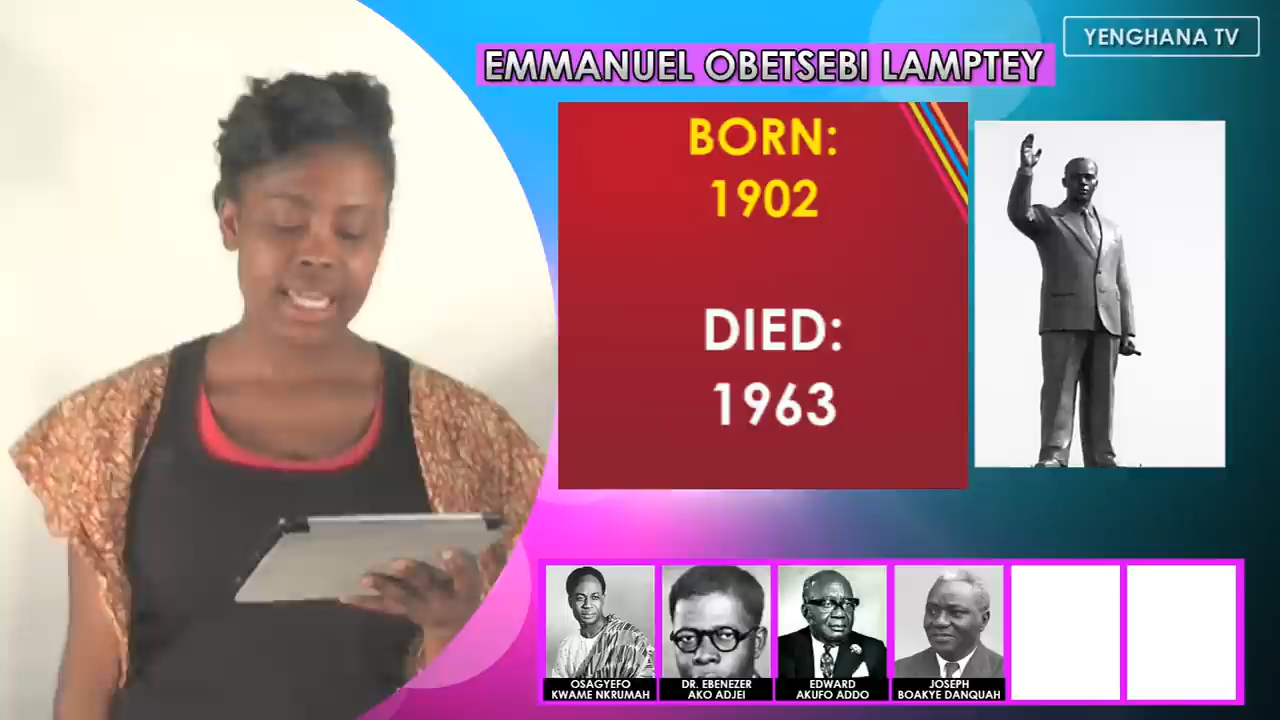 YENGHANA TV
EMMANUEL OBETSEBI LAMPTEY
BORN:
1902
DIED:
1963
OSAGYEFO
KWAME NKRUMAH
DR. EBENEZER
AKO ADJEI
EDWARD
AKUFO ADDO
JOSEPH
BOAKYE DANQUAH